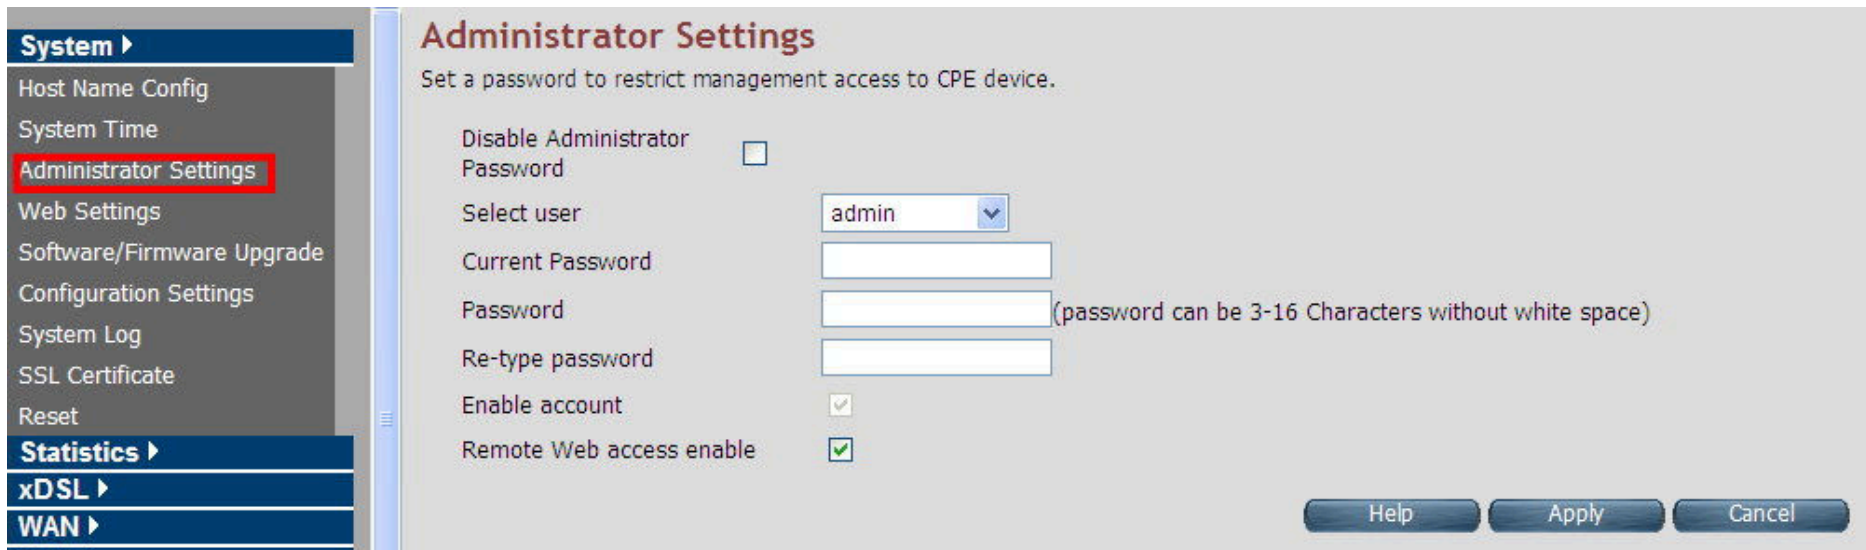 System
Host Name Config
System Time
Administrator Settings
Web Settings
Software/Firmware Upgrade
Configuration Settings
System Log
SSL Certificate
Reset
Statistics
xDSL
WAN
Administrator Settings
Set a password to restrict management access to CPE device.
Disable Administrator
Password
Select user admin
Current Password
Password (password can be 3-16 Characters without white space)
Re-type password
Enable account
Remote Web access enable
Help Apply Cancel